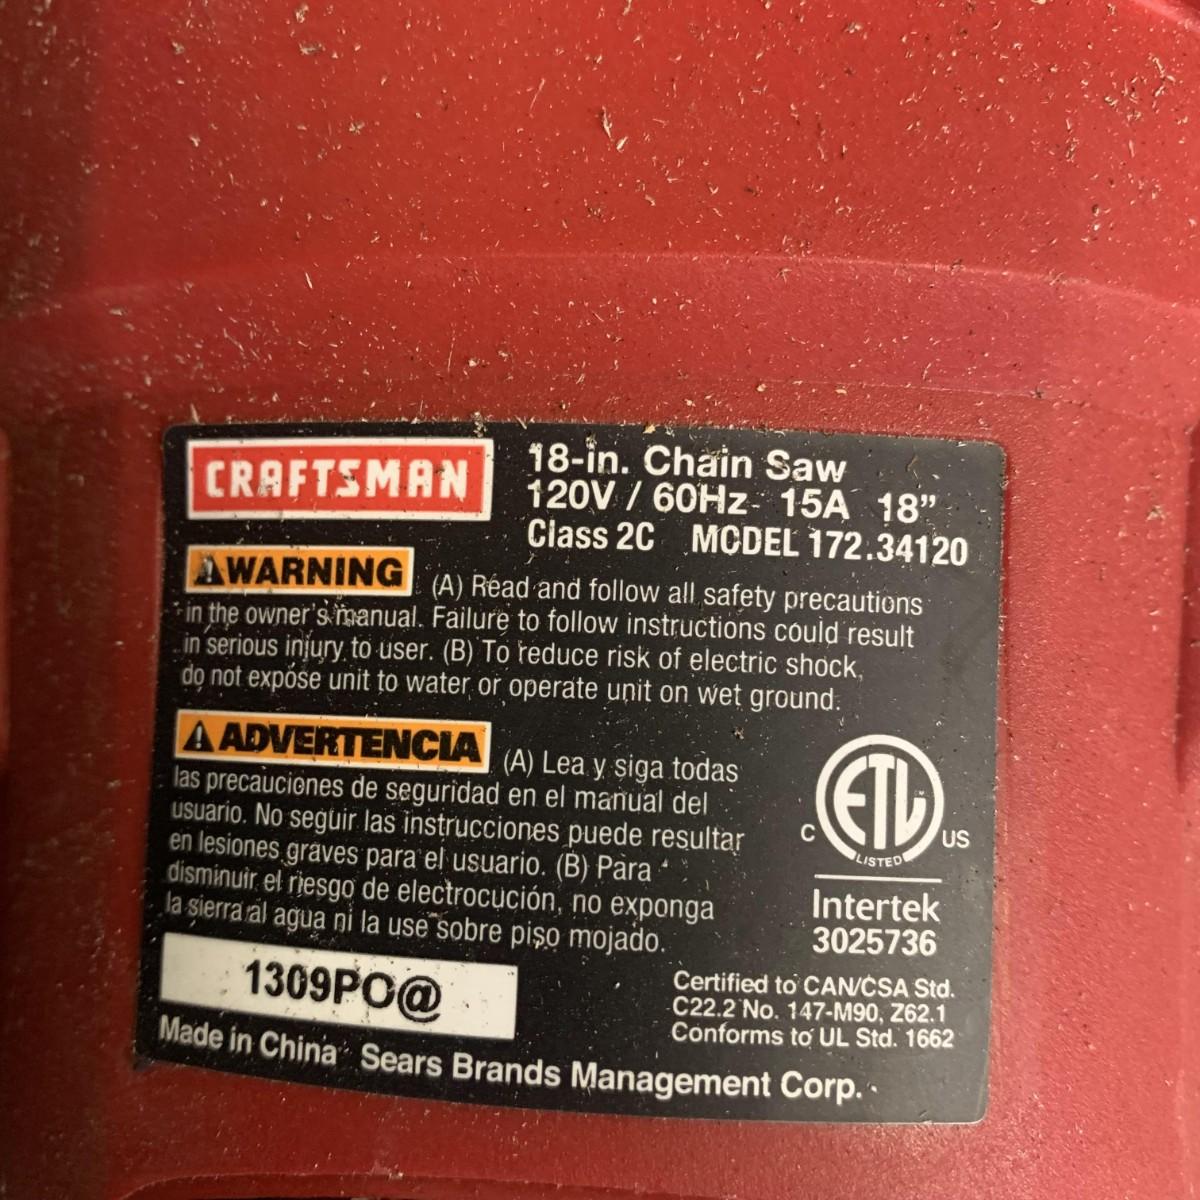 CRAFTSMAN
18-in. Chain Saw
120V / 60Hz 15A 18”
Class 2C MODEL 172.34120
WARNING (A) Read and follow all safety precautions
in the owner's manual. Failure to follow instructions could result
in serious injury to user. (B) To reduce risk of electric shock,
do not expose unit to water or operate unit on wet ground.
ADVERTENCIA (A) Lea y siga todas
las precauciones de seguridad en el manual del
usuario. No seguir las instrucciones puede resultar
en lesiones graves para el usuario. (B) Para
disminuir el riesgo de electrocución, no exponga
la sierra al agua ni la use sobre piso mojado.
C ETL US
LISTED
Intertek
3025736
1309PO@
Certified to CAN/CSA Std.
C22.2 No. 147-M90, Z62.1
Conforms to UL Std. 1662
Made in China Sears Brands Management Corp.